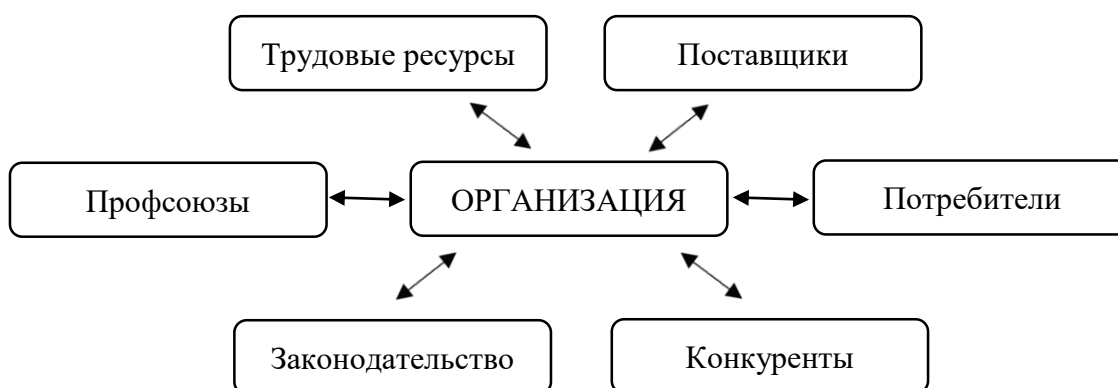 Трудовые ресурсы
Поставщики
Профсоюзы
ОРГАНИЗАЦИЯ
Потребители
Законодательство
Конкуренты